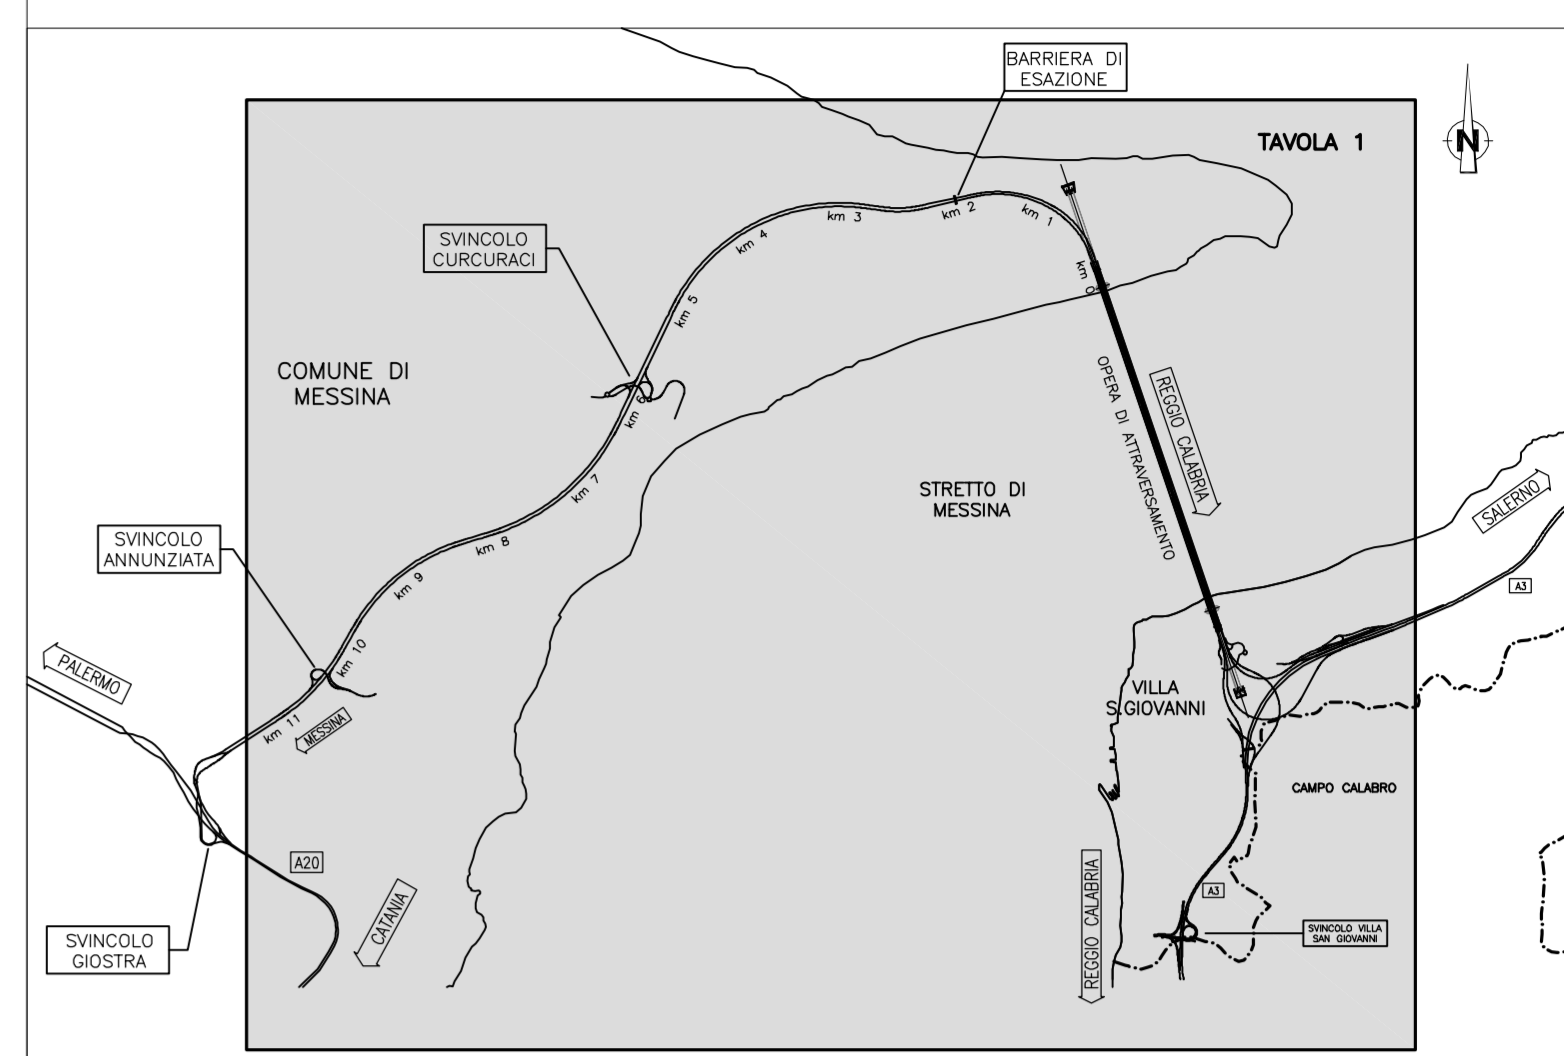 BARRIERA DI
ESAZIONE
TAVOLA 1
N
SVINCOLO
CURCURACI
km 4
km 3
km 2
km 1
km 0
km 5
km 6
km 7
km 8
km 9
km 10
km 11
COMUNE DI
MESSINA
OPERA DI ATTRAVERSAMENTO
REGGIO CALABRIA
STRETTO DI
MESSINA
SALERNO
A3
SVINCOLO
ANNUNZIATA
PALERMO
MESSINA
VILLA
S.GIOVANNI
CAMPO CALABRO
A20
CATANIA
REGGIO CALABRIA
A3
SVINCOLO VILLA
SAN GIOVANNI
SVINCOLO
GIOSTRA